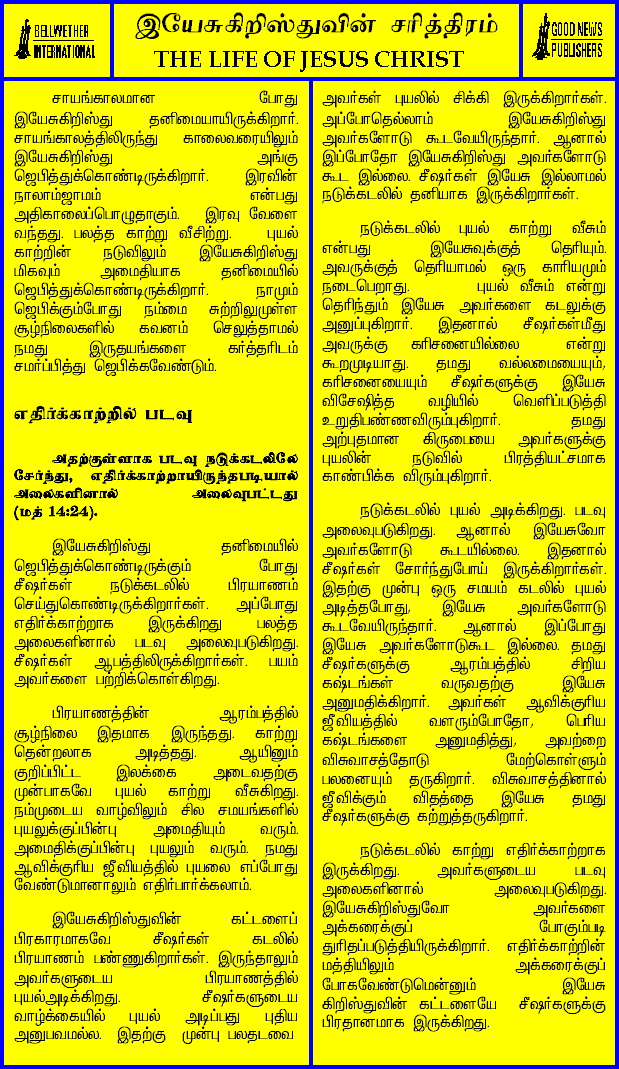 BELLWETHER
INTERNATIONAL
இயேசுகிறிஸ்துவின் சரித்திரம்
THE LIFE OF JESUS CHRIST
GOOD NEWS
PUBLISHERS
சாயங்காலமான போது
இயேசுகிறிஸ்து தனிமையாயிருக்கிறார்.
சாயங்காலத்திலிருந்து காலைவரையிலும்
இயேசுகிறிஸ்து அங்கு
ஜெபித்துக்கொண்டிருக்கிறார். இரவின்
நாலாம்ஜாமம் என்பது
அதிகாலைப்பொழுதாகும். இரவு வேளை
வந்தது. பலத்த காற்று வீசிற்று. புயல்
காற்றின் நடுவிலும் இயேசுகிறிஸ்து
மிகவும் அமைதியாக தனிமையில்
ஜெபித்துக்கொண்டிருக்கிறார். நாமும்
ஜெபிக்கும்போது நம்மை சுற்றிலுமுள்ள
சூழ்நிலைகளில் கவனம் செலுத்தாமல்
நமது இருதயங்களை கர்த்தரிடம்
சமர்ப்பித்து ஜெபிக்கவேண்டும்.
எதிர்க்காற்றில் படவு
அதற்குள்ளாக படவு நடுக்கடலிலே
சேர்ந்து, எதிர்க்காற்றாயிருந்தபடியால்
அலைகளினால் அலைவுபட்டது
(மத் 14:24).
இயேசுகிறிஸ்து தனிமையில்
ஜெபித்துக்கொண்டிருக்கும் போது
சீஷர்கள் நடுக்கடலில் பிரயாணம்
செய்துகொண்டிருக்கிறார்கள். அப்போது
எதிர்க்காற்றாக இருக்கிறது பலத்த
அலைகளினால் படவு அலைவுபடுகிறது.
சீஷர்கள் ஆபத்திலிருக்கிறார்கள். பயம்
அவர்களை பற்றிக்கொள்கிறது.
பிரயாணத்தின் ஆரம்பத்தில்
சூழ்நிலை இதமாக இருந்தது. காற்று
தென்றலாக அடித்தது. ஆயினும்
குறிப்பிட்ட இலக்கை அடைவதற்கு
முன்பாகவே புயல் காற்று வீசுகிறது.
நம்முடைய வாழ்விலும் சில சமயங்களில்
புயலுக்குப்பின்பு அமைதியும் வரும்.
அமைதிக்குப்பின்பு புயலும் வரும். நமது
ஆவிக்குரிய ஜீவியத்தில் புயலை எப்போது
வேண்டுமானாலும் எதிர்பார்க்கலாம்.
இயேசுகிறிஸ்துவின் கட்டளைப்
பிரகாரமாகவே சீஷர்கள் கடலில்
பிரயாணம் பண்ணுகிறார்கள். இருந்தாலும்
அவர்களுடைய பிரயாணத்தில்
புயல்அடிக்கிறது. சீஷர்களுடைய
வாழ்க்கையில் புயல் அடிப்பது புதிய
அனுபவமல்ல. இதற்கு முன்பு பலதடவை
அவர்கள் புயலில் சிக்கி இருக்கிறார்கள்.
அப்போதெல்லாம் இயேசுகிறிஸ்து
அவர்களோடு கூடவேயிருந்தார். ஆனால்
இப்போதோ இயேசுகிறிஸ்து அவர்களோடு
கூட இல்லை. சீஷர்கள் இயேசு இல்லாமல்
நடுக்கடலில் தனியாக இருக்கிறார்கள்.
நடுக்கடலில் புயல் காற்று வீசும்
என்பது இயேசுவுக்குத் தெரியும்.
அவருக்குத் தெரியாமல் ஒரு காரியமும்
நடைபெறாது. புயல் வீசும் என்று
தெரிந்தும் இயேசு அவர்களை கடலுக்கு
அனுப்புகிறார். இதனால் சீஷர்கள்மீது
அவருக்கு கரிசனையில்லை என்று
கூறமுடியாது. தமது வல்லமையையும்,
கரிசனையையும் சீஷர்களுக்கு இயேசு
விசேஷித்த வழியில் வெளிப்படுத்தி
உறுதிபண்ணவிரும்புகிறார். தமது
அற்புதமான கிருபையை அவர்களுக்கு
புயலின் நடுவில் பிரத்தியட்சமாக
காண்பிக்க விரும்புகிறார்.
நடுக்கடலில் புயல் அடிக்கிறது. படவு
அலைவுபடுகிறது. ஆனால் இயேசுவோ
அவர்களோடு கூடயில்லை. இதனால்
சீஷர்கள் சோர்ந்துபோய் இருக்கிறார்கள்.
இதற்கு முன்பு ஒரு சமயம் கடலில் புயல்
அடித்தபோது, இயேசு அவர்களோடு
கூடவேயிருந்தார். ஆனால் இப்போது
இயேசு அவர்களோடுகூட இல்லை. தமது
சீஷர்களுக்கு ஆரம்பத்தில் சிறிய
கஷ்டங்கள் வருவதற்கு இயேசு
அனுமதிக்கிறார். அவர்கள் ஆவிக்குரிய
ஜீவியத்தில் வளரும்போதோ, பெரிய
கஷ்டங்களை அனுமதித்து, அவற்றை
விசுவாசத்தோடு மேற்கொள்ளும்
பலனையும் தருகிறார். விசுவாசத்தினால்
ஜீவிக்கும் விதத்தை இயேசு தமது
சீஷர்களுக்கு கற்றுத்தருகிறார்.
நடுக்கடலில் காற்று எதிர்க்காற்றாக
இருக்கிறது. அவர்களுடைய படவு
அலைகளினால் அலைவுபடுகிறது.
இயேசுகிறிஸ்துவோ அவர்களை
அக்கரைக்குப் போகும்படி
துரிதப்படுத்தியிருக்கிறார். எதிர்க்காற்றின்
மத்தியிலும் அக்கரைக்குப்
போகவேண்டுமென்னும் இயேசு
கிறிஸ்துவின் கட்டளையே சீஷர்களுக்கு
பிரதானமாக இருக்கிறது.